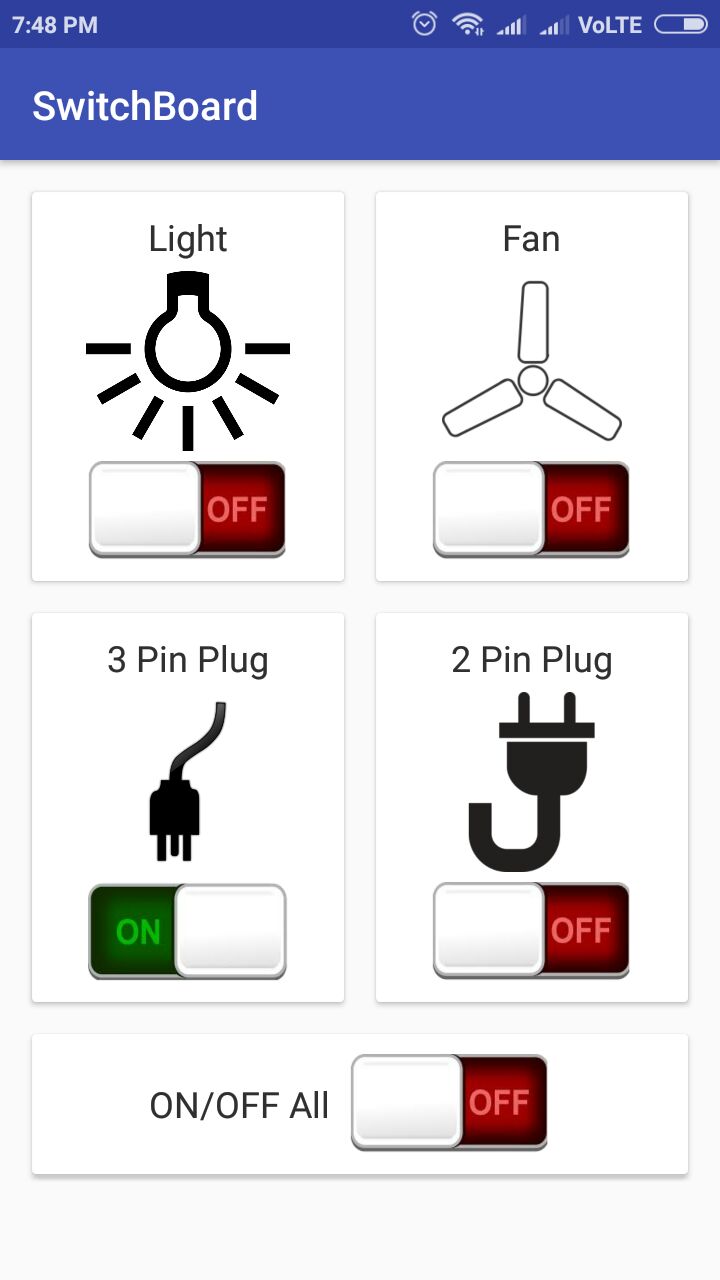 7:48 PM VoLTE
SwitchBoard
Light
Fan
OFF
OFF
3 Pin Plug
2 Pin Plug
ON
OFF
ON/OFF All OFF